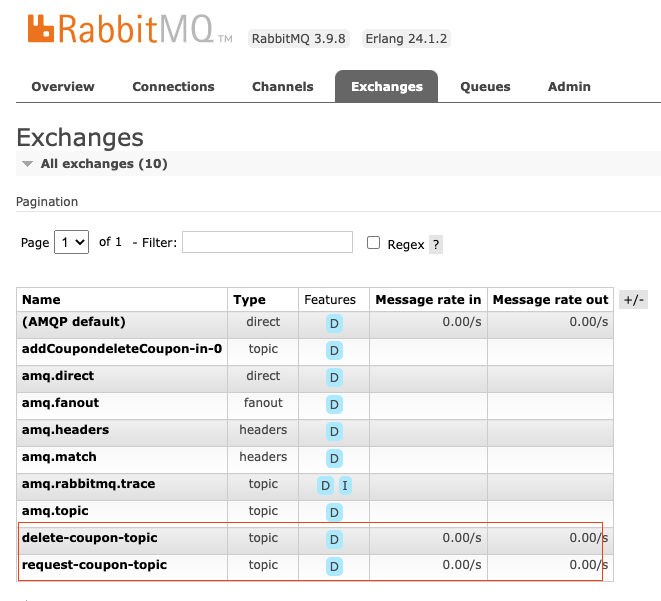 RabbitMQ TM RabbitMQ 3.9.8 Erlang 24.1.2
Overview Connections Channels Exchanges Queues Admin
Exchanges
All exchanges (10)
Pagination
Page 1 of 1 - Filter: Regex ?
Name Type Features Message rate in Message rate out +/-
(AMQP default) direct D 0.00/s 0.00/s
addCoupondeleteCoupon-in-0 topic D
amq.direct direct D
amq.fanout fanout D
amq.headers headers D
amq.match headers D
amq.rabbitmq.trace topic D I
amq.topic topic D
delete-coupon-topic topic D 0.00/s 0.00/s
request-coupon-topic topic D 0.00/s 0.00/s